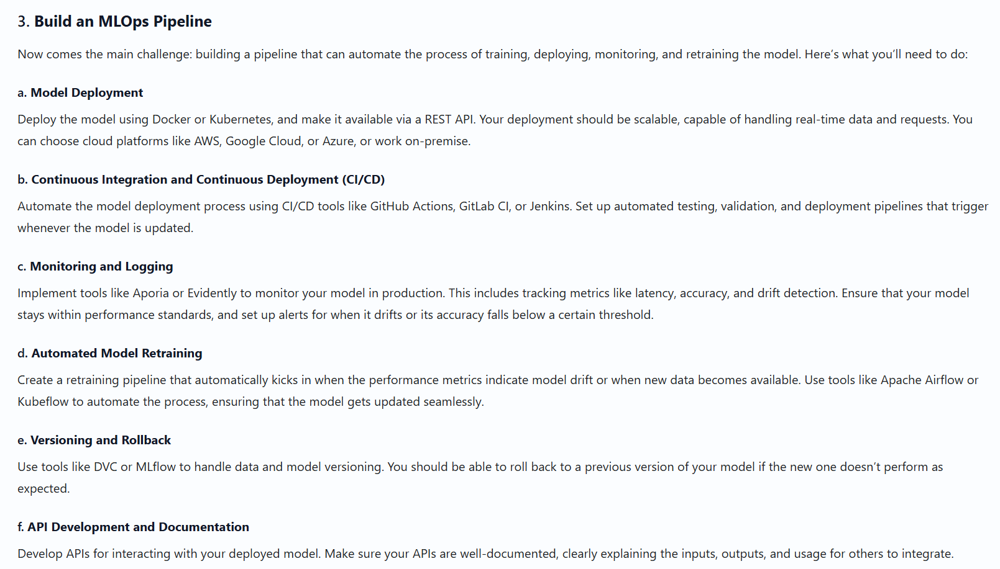 3. Build an MLOps Pipeline
Now comes the main challenge: building a pipeline that can automate the process of training, deploying, monitoring, and retraining the model. Here’s what you’ll need to do:
a. Model Deployment
Deploy the model using Docker or Kubernetes, and make it available via a REST API. Your deployment should be scalable, capable of handling real-time data and requests. You
can choose cloud platforms like AWS, Google Cloud, or Azure, or work on-premise.
b. Continuous Integration and Continuous Deployment (CI/CD)
Automate the model deployment process using CI/CD tools like GitHub Actions, GitLab CI, or Jenkins. Set up automated testing, validation, and deployment pipelines that trigger
whenever the model is updated.
c. Monitoring and Logging
Implement tools like Aporia or Evidently to monitor your model in production. This includes tracking metrics like latency, accuracy, and drift detection. Ensure that your model
stays within performance standards, and set up alerts for when it drifts or its accuracy falls below a certain threshold.
d. Automated Model Retraining
Create a retraining pipeline that automatically kicks in when the performance metrics indicate model drift or when new data becomes available. Use tools like Apache Airflow or
Kubeflow to automate the process, ensuring that the model gets updated seamlessly.
e. Versioning and Rollback
Use tools like DVC or MLflow to handle data and model versioning. You should be able to roll back to a previous version of your model if the new one doesn’t perform as
expected.
f. API Development and Documentation
Develop APIs for interacting with your deployed model. Make sure your APIs are well-documented, clearly explaining the inputs, outputs, and usage for others to integrate.